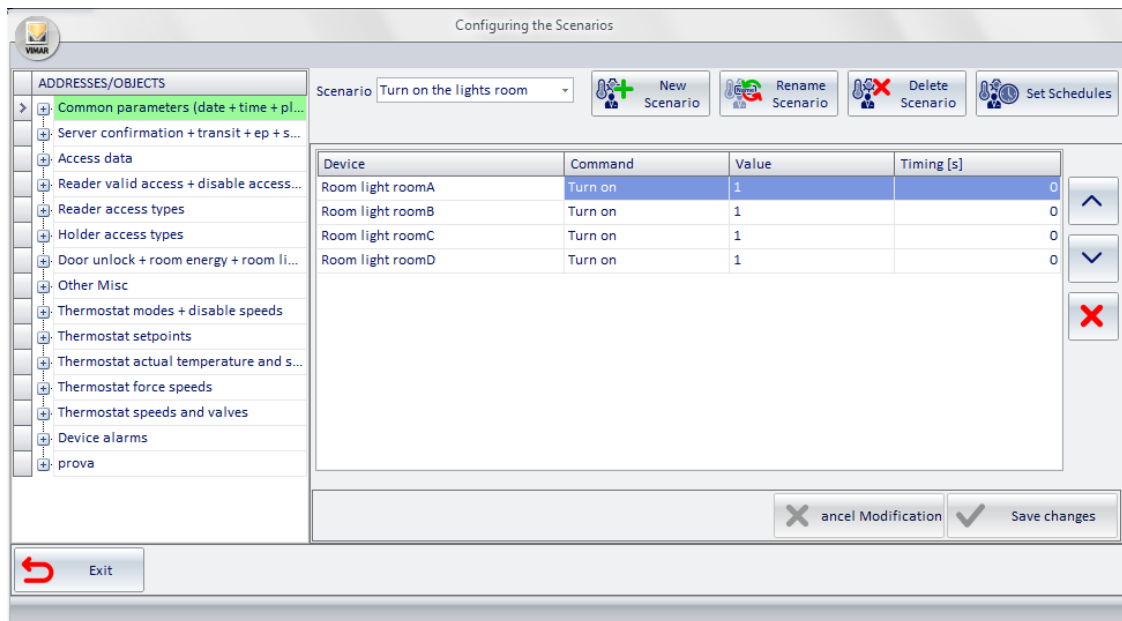 Configuring the Scenarios
VIMAR
ADDRESSES/OBJECTS
Common parameters (date + time + pl...
Server confirmation + transit + ep + s...
Access data
Reader valid access + disable access...
Reader access types
Holder access types
Door unlock + room energy + room li...
Other Misc
Thermostat modes + disable speeds
Thermostat setpoints
Thermostat actual temperature and s...
Thermostat force speeds
Thermostat speeds and valves
Device alarms
prova
Scenario Turn on the lights room
New Scenario
Rename Scenario
Delete Scenario
Set Schedules
Device Command Value Timing [s]
Room light roomA Turn on 1 0
Room light roomB Turn on 1 0
Room light roomC Turn on 1 0
Room light roomD Turn on 1 0
ancel Modification
Save changes
Exit